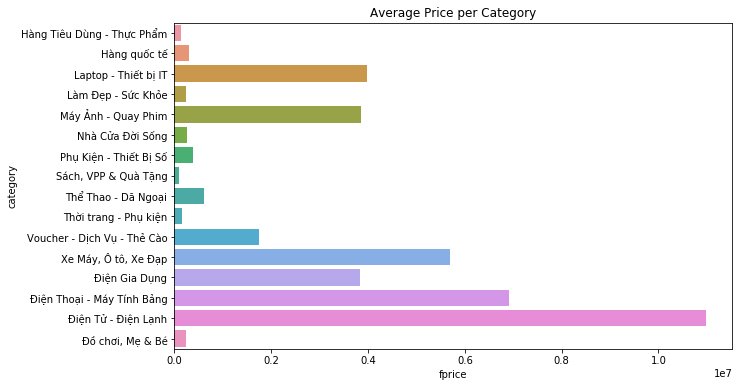 Average Price per Category
Hàng Tiêu Dùng - Thực Phẩm
Hàng quốc tế
Laptop - Thiết bị IT
Làm Đẹp - Sức Khỏe
Máy Ảnh - Quay Phim
Nhà Cửa Đời Sống
Phụ Kiện - Thiết Bị Số
Sách, VPP & Quà Tặng
Thể Thao - Dã Ngoại
Thời trang - Phụ kiện
Voucher - Dịch Vụ - Thẻ Cào
Xe Máy, Ô tô, Xe Đạp
Điện Gia Dụng
Điện Thoại - Máy Tính Bảng
Điện Tử - Điện Lạnh
Đồ chơi, Mẹ & Bé
category
0.0 0.2 0.4 0.6 0.8 1.0
1e7
fprice